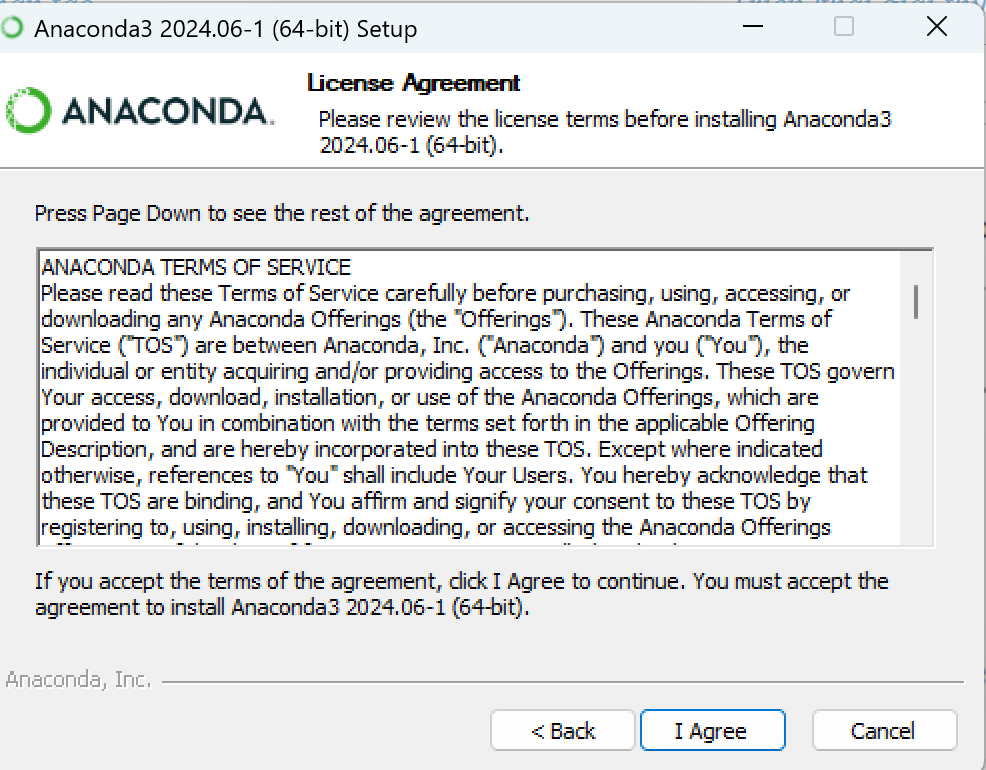 Anaconda3 2024.06-1 (64-bit) Setup
ANACONDA.
License Agreement
Please review the license terms before installing Anaconda3
2024.06-1 (64-bit).
Press Page Down to see the rest of the agreement.
ANACONDA TERMS OF SERVICE
Please read these Terms of Service carefully before purchasing, using, accessing, or
downloading any Anaconda Offerings (the "Offerings"). These Anaconda Terms of
Service ("TOS") are between Anaconda, Inc. ("Anaconda") and you ("You"), the
individual or entity acquiring and/or providing access to the Offerings. These TOS govern
Your access, download, installation, or use of the Anaconda Offerings, which are
provided to You in combination with the terms set forth in the applicable Offering
Description, and are hereby incorporated into these TOS. Except where indicated
otherwise, references to "You" shall include Your Users. You hereby acknowledge that
these TOS are binding, and You affirm and signify your consent to these TOS by
registering to, using, installing, downloading, or accessing the Anaconda Offerings
If you accept the terms of the agreement, click I Agree to continue. You must accept the
agreement to install Anaconda3 2024.06-1 (64-bit).
Anaconda, Inc.
< Back
I Agree
Cancel